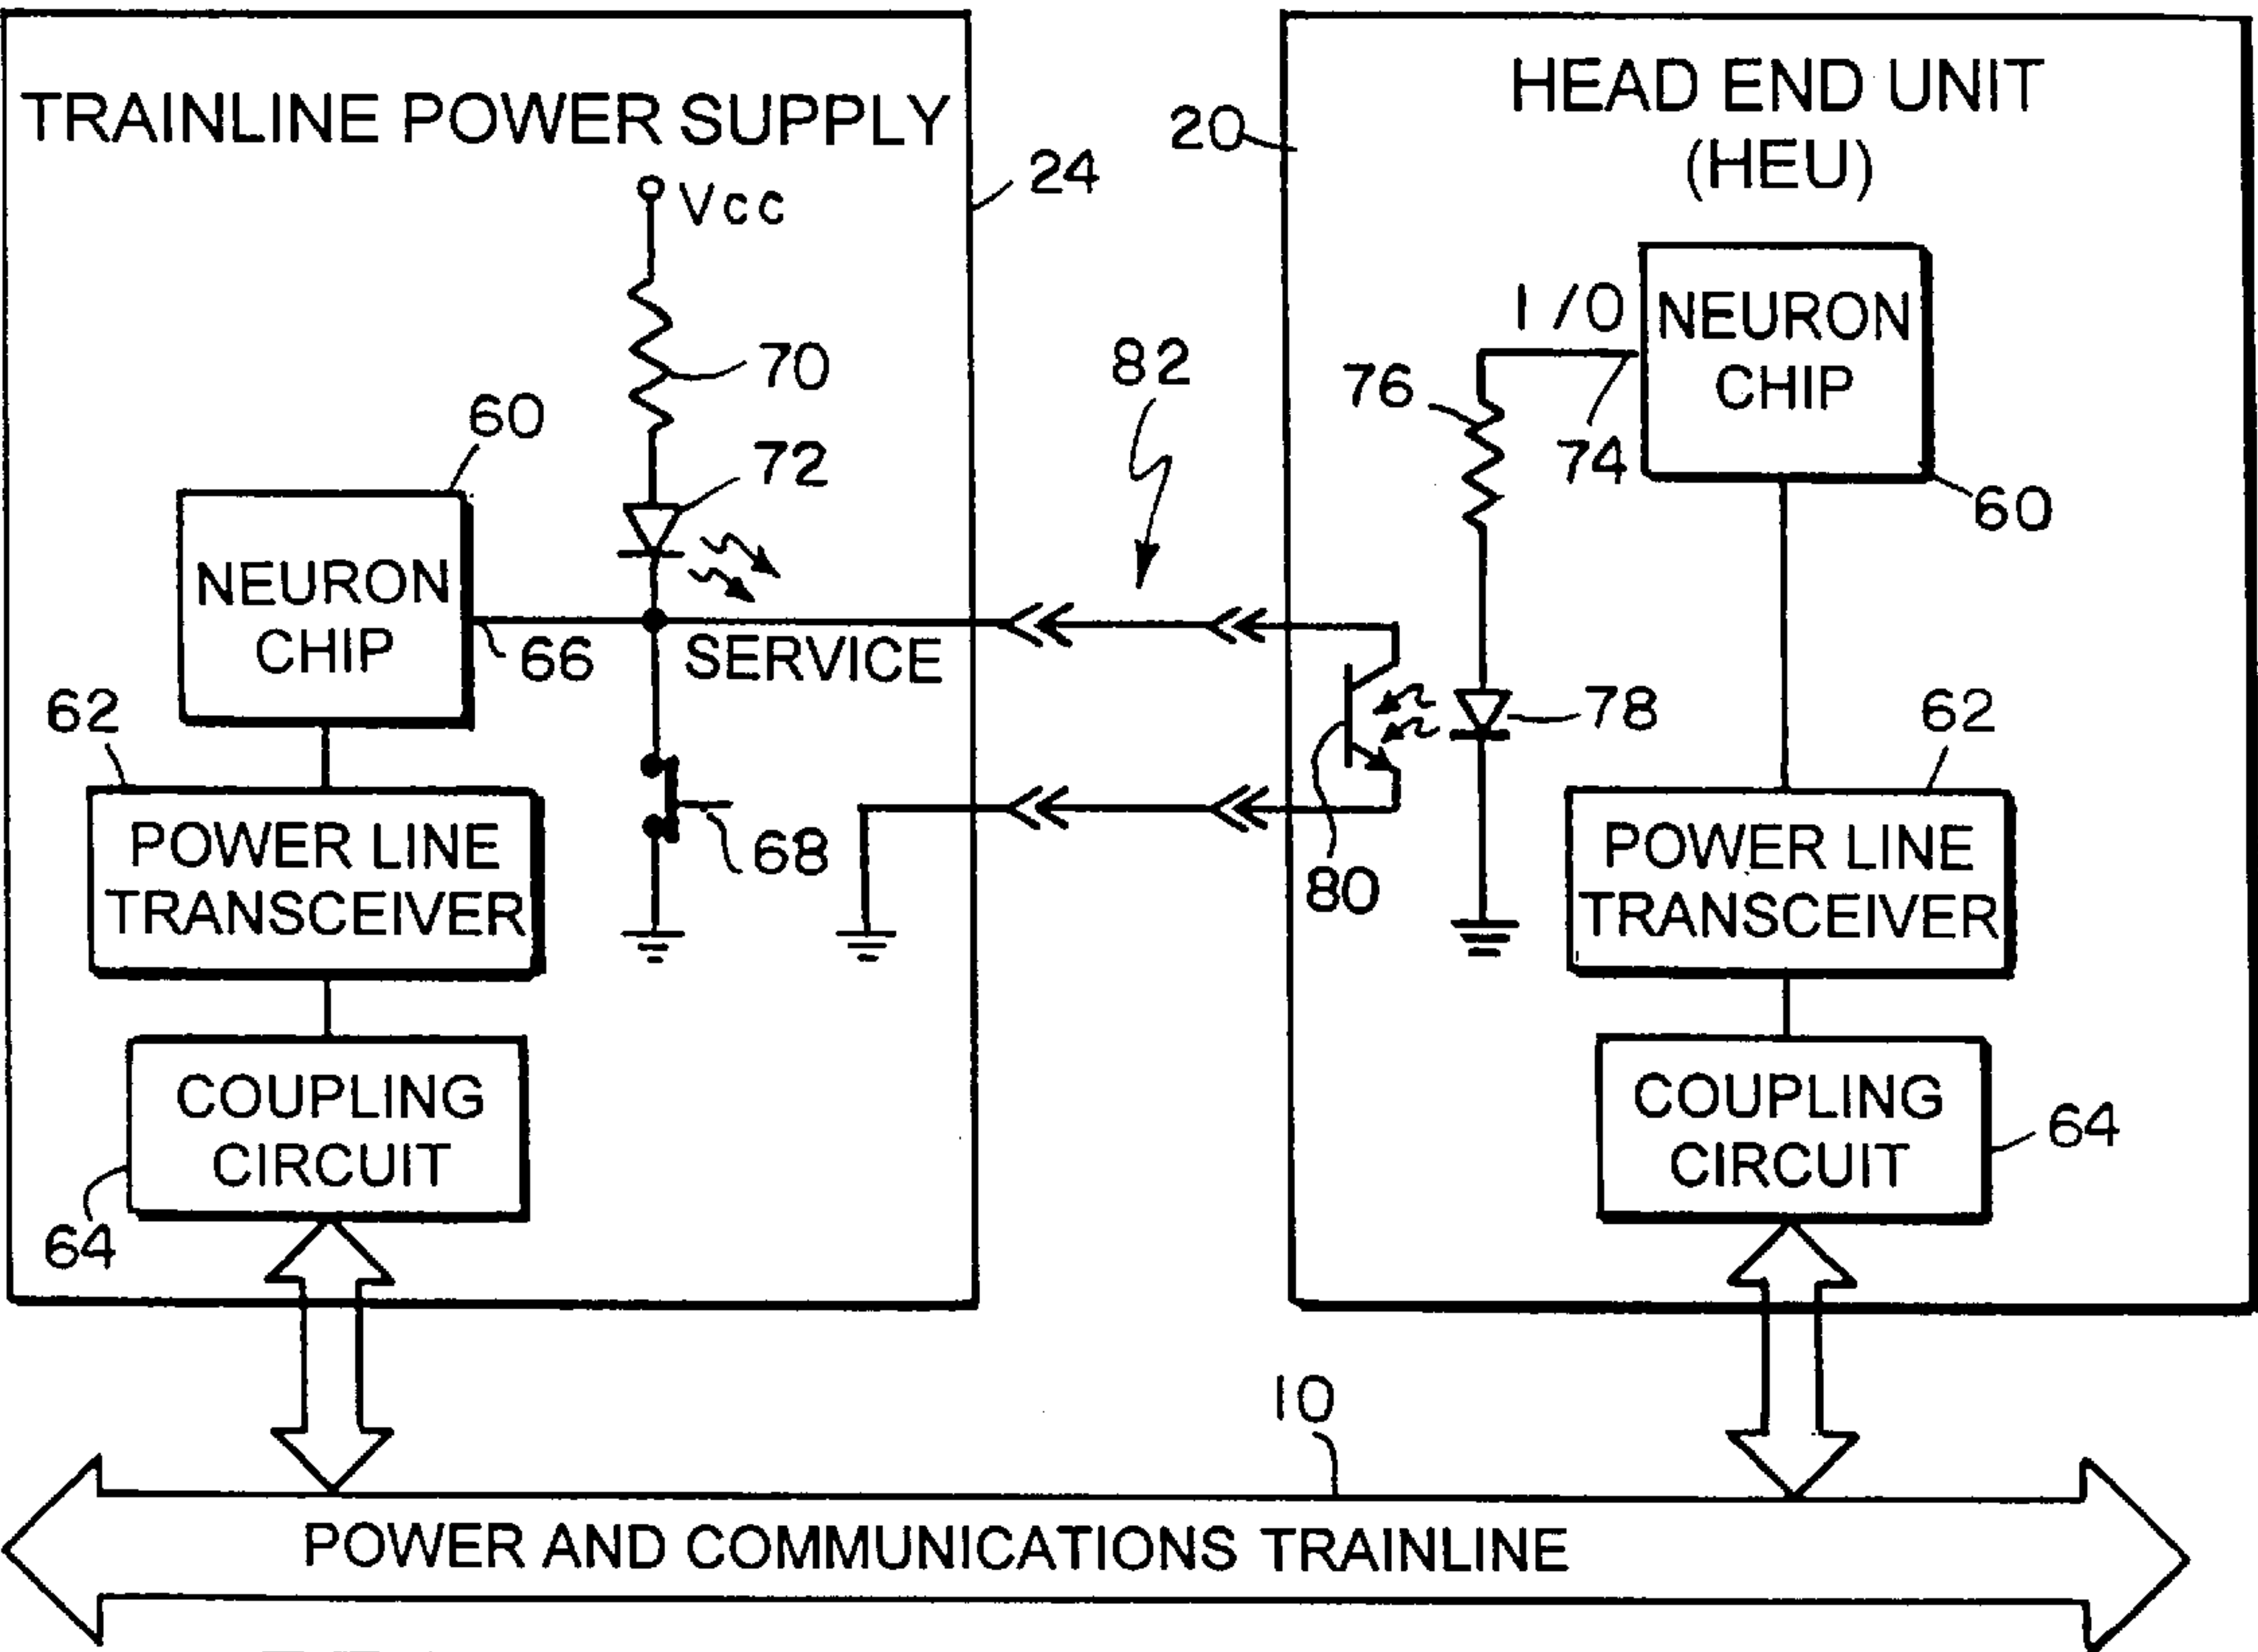 TRAINLINE POWER SUPPLY
24
Vcc
70
72
60
NEURON
CHIP
66
SERVICE
62
68
POWER LINE
TRANSCEIVER
COUPLING
CIRCUIT
64
82
20
HEAD END UNIT
(HEU)
I/O
NEURON
CHIP
76
74
60
78
62
80
POWER LINE
TRANSCEIVER
COUPLING
CIRCUIT
64
10
POWER AND COMMUNICATIONS TRAINLINE